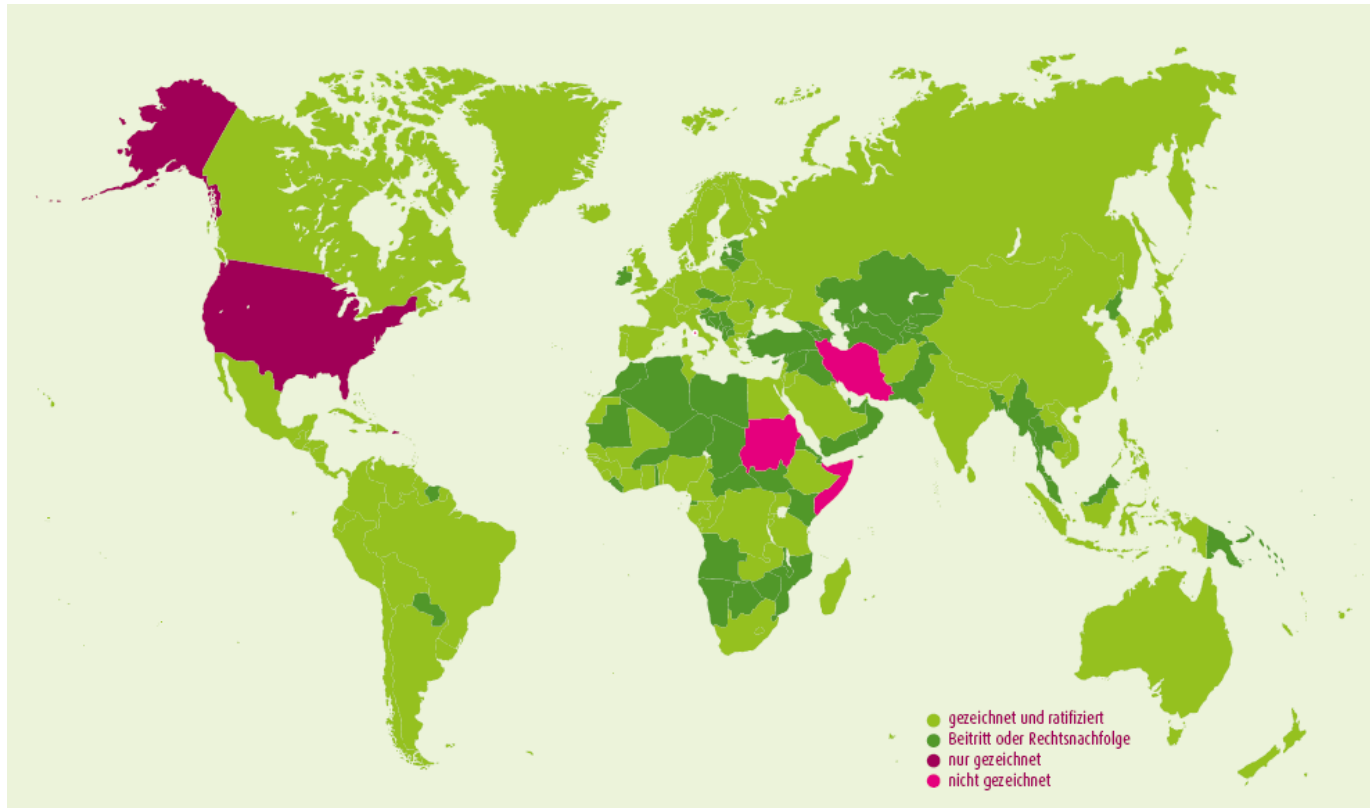 gezeichnet und ratifiziert
Beitritt oder Rechtsnachfolge
nur gezeichnet
nicht gezeichnet